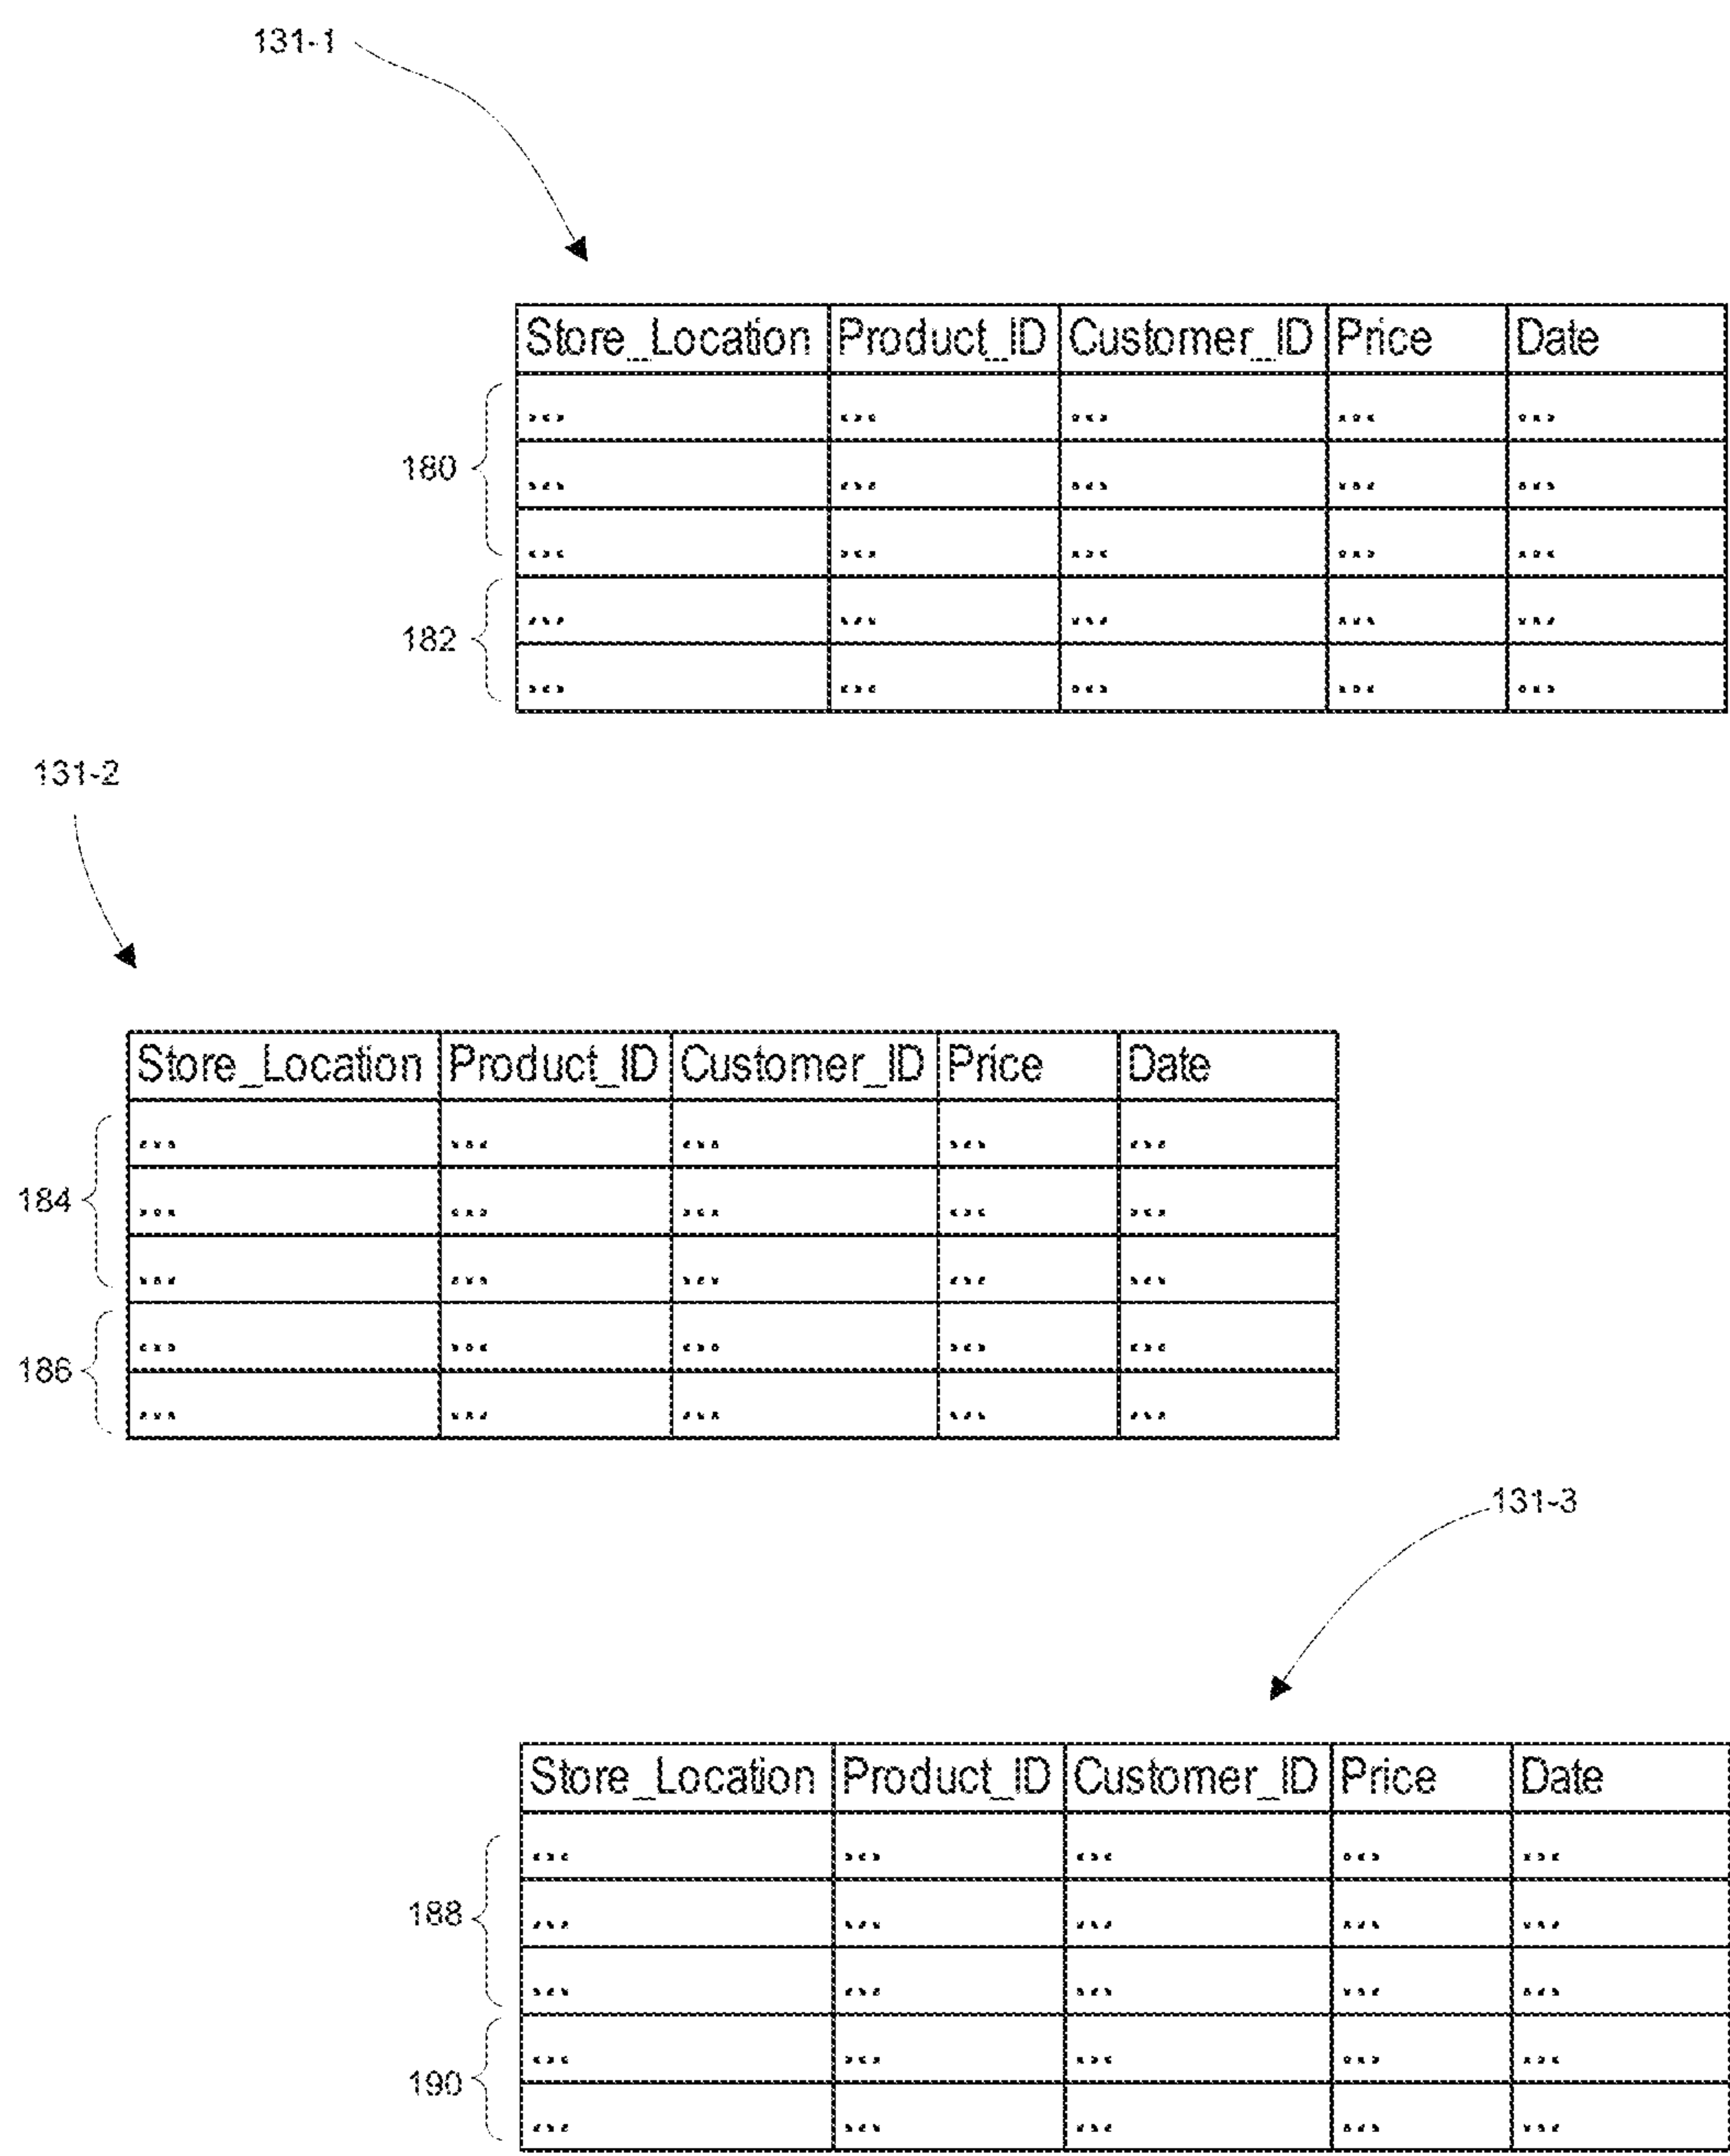 131-1
Store_Location Product_ID Customer_ID Price Date
... ... ... ... ...
180 ... ... ... ... ...
... ... ... ... ...
182 ... ... ... ... ...
... ... ... ... ...
131-2
Store_Location Product_ID Customer_ID Price Date
... ... ... ... ...
184 ... ... ... ... ...
... ... ... ... ...
186 ... ... ... ... ...
... ... ... ... ...
131-3
Store_Location Product_ID Customer_ID Price Date
... ... ... ... ...
188 ... ... ... ... ...
... ... ... ... ...
190 ... ... ... ... ...
... ... ... ... ...